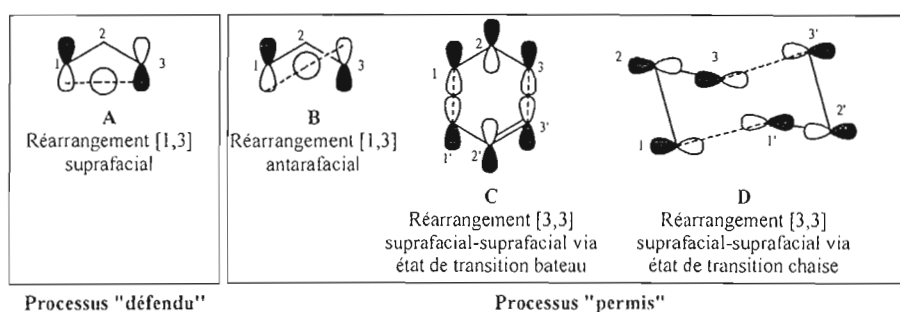 2
1
3
A
Réarrangement [1,3]
suprafacial
2
1
3
B
Réarrangement [1,3]
antarafacial
2
1
3
1'
2'
3'
C
Réarrangement [3,3]
suprafacial-suprafacial via
état de transition bateau
2
3
3'
1
1'
2'
D
Réarrangement [3,3]
suprafacial-suprafacial via
état de transition chaise
Processus "défendu"
Processus "permis"